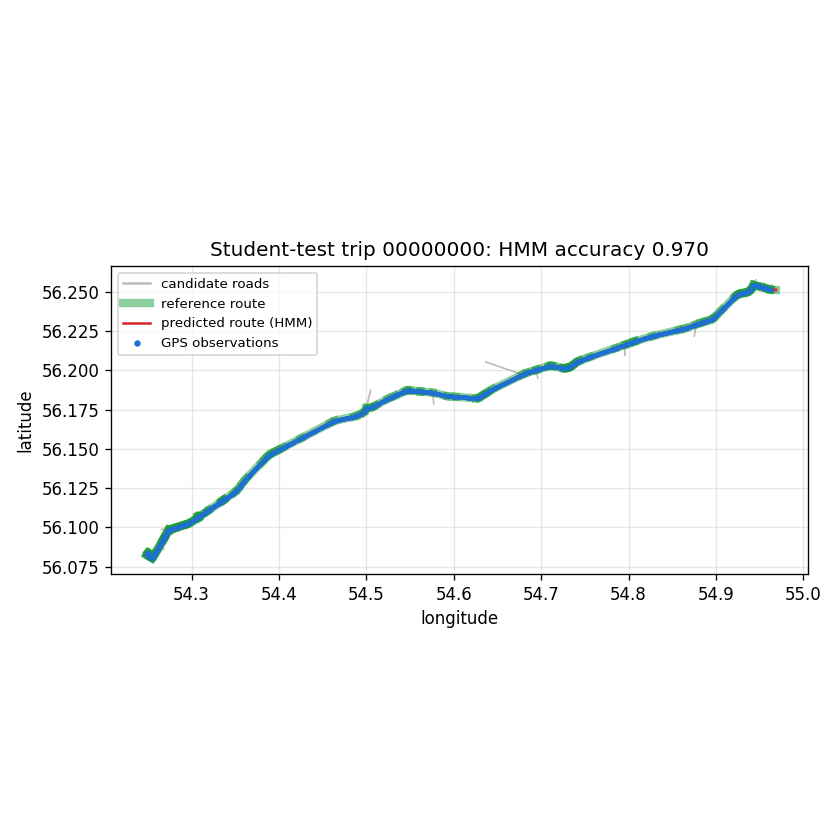 Student-test trip 00000000: HMM accuracy 0.970
candidate roads
reference route
predicted route (HMM)
GPS observations
56.250
56.225
56.200
56.175
56.150
56.125
56.100
56.075
latitude
54.3 54.4 54.5 54.6 54.7 54.8 54.9 55.0
longitude